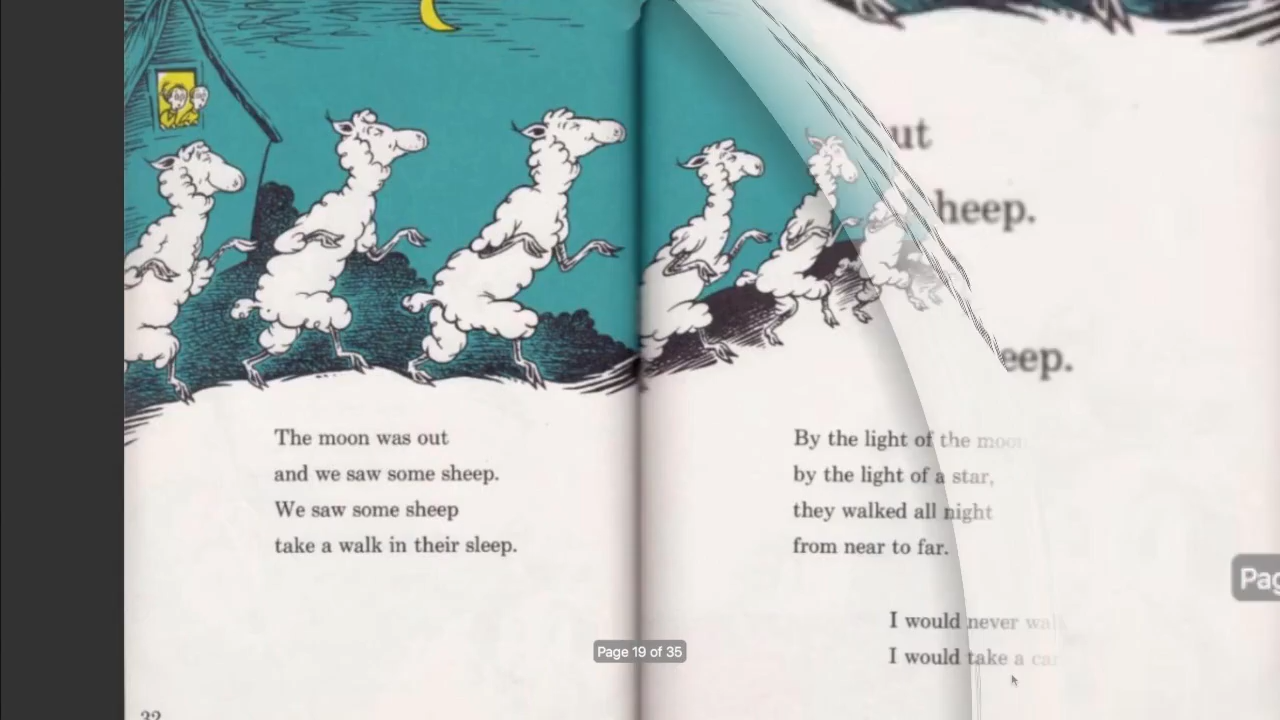 The moon was out
and we saw some sheep.
We saw some sheep
take a walk in their sleep.
By the light of the moon
by the light of a star,
they walked all night
from near to far.
I would never
I would take a
ut
heep.
eep.
Page 19 of 35
Pag
32